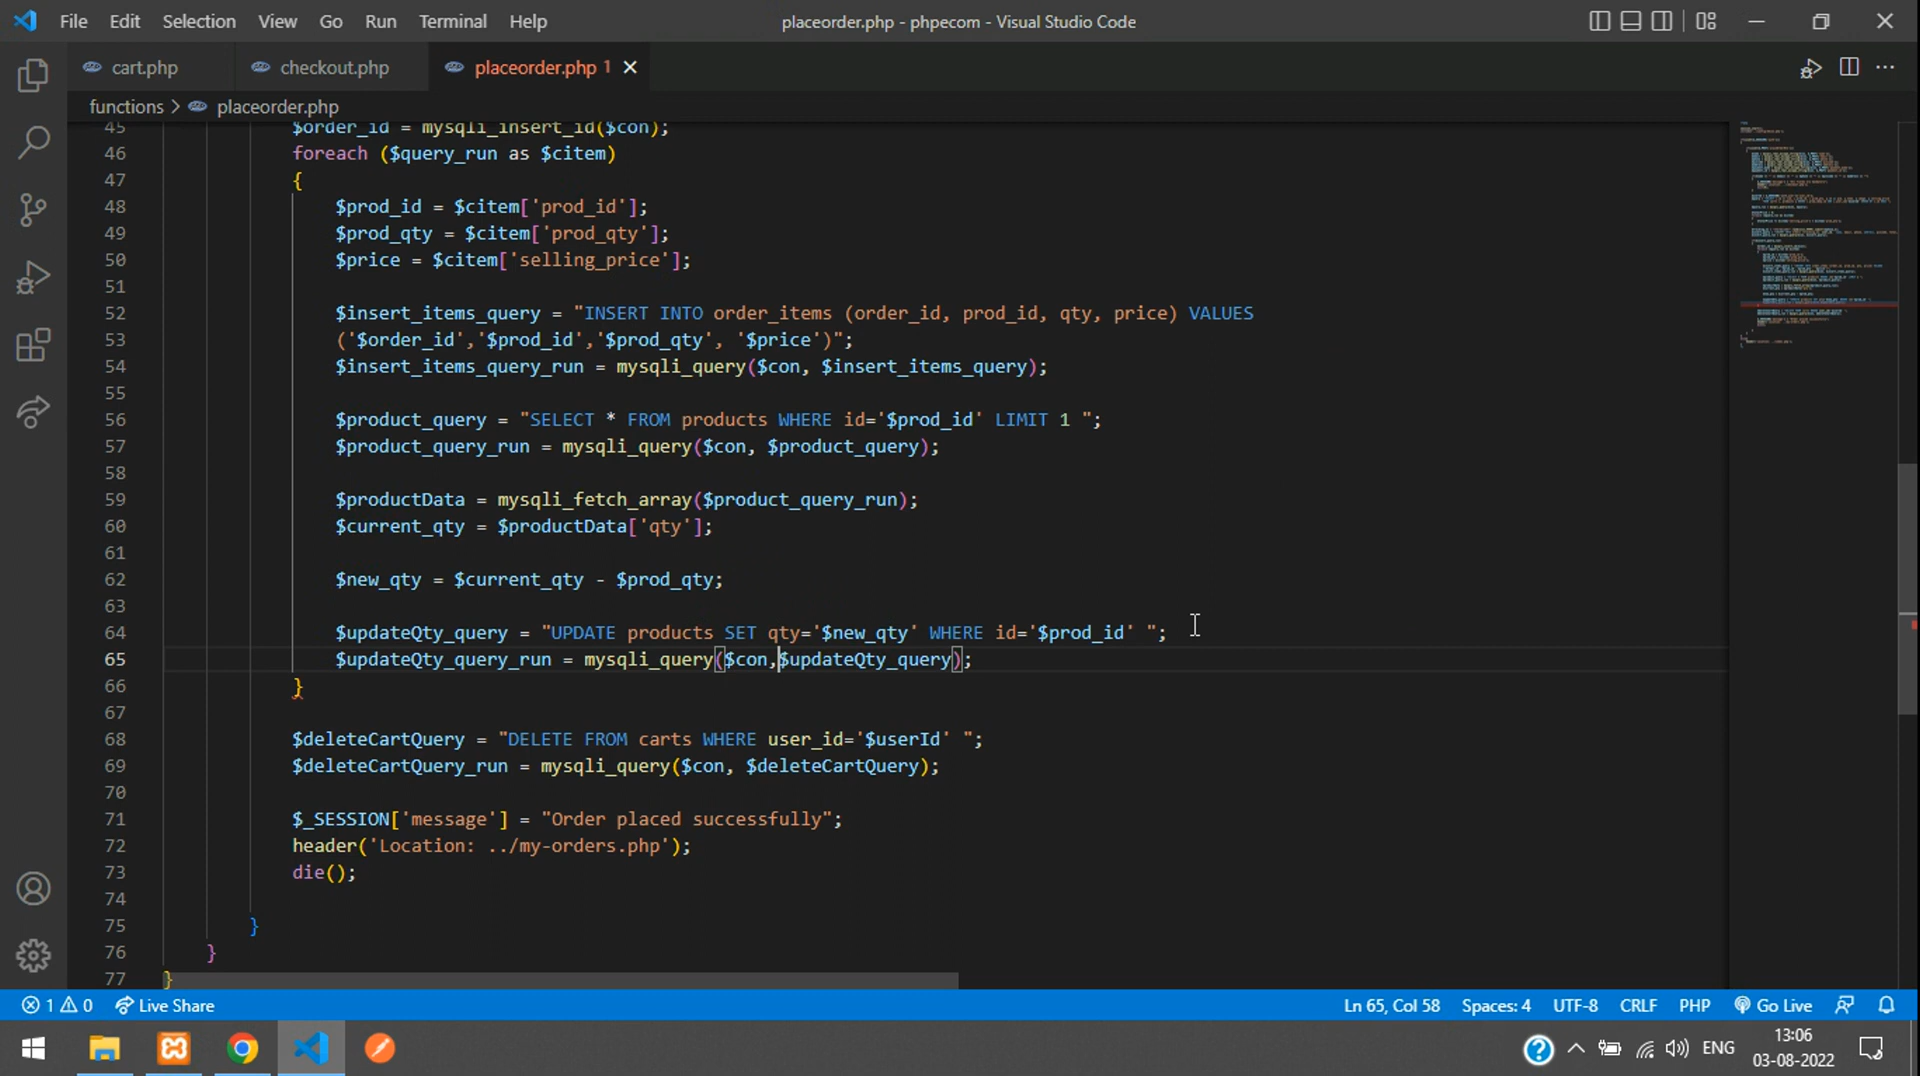 File Edit Selection View Go Run Terminal Help placeorder.php - phpecom - Visual Studio Code
cart.php checkout.php placeorder.php 1
functions > placeorder.php
45 $order_id = mysqli_insert_id($con);
46 foreach ($query_run as $citem)
47 {
48 $prod_id = $citem['prod_id'];
49 $prod_qty = $citem['prod_qty'];
50 $price = $citem['selling_price'];
51
52 $insert_items_query = "INSERT INTO order_items (order_id, prod_id, qty, price) VALUES
53 ('$order_id','$prod_id','$prod_qty', '$price')";
54 $insert_items_query_run = mysqli_query($con, $insert_items_query);
55
56 $product_query = "SELECT * FROM products WHERE id='$prod_id' LIMIT 1 ";
57 $product_query_run = mysqli_query($con, $product_query);
58
59 $productData = mysqli_fetch_array($product_query_run);
60 $current_qty = $productData['qty'];
61
62 $new_qty = $current_qty - $prod_qty;
63
64 $updateQty_query = "UPDATE products SET qty='$new_qty' WHERE id='$prod_id' ";
65 $updateQty_query_run = mysqli_query($con,$updateQty_query);
66 }
67
68 $deleteCartQuery = "DELETE FROM carts WHERE user_id='$userId' ";
69 $deleteCartQuery_run = mysqli_query($con, $deleteCartQuery);
70
71 $_SESSION['message'] = "Order placed successfully";
72 header('Location: ../my-orders.php');
73 die();
74
75 }
76 }
77 }
1 0 Live Share Ln 65, Col 58 Spaces: 4 UTF-8 CRLF PHP Go Live
ENG 13:06
03-08-2022